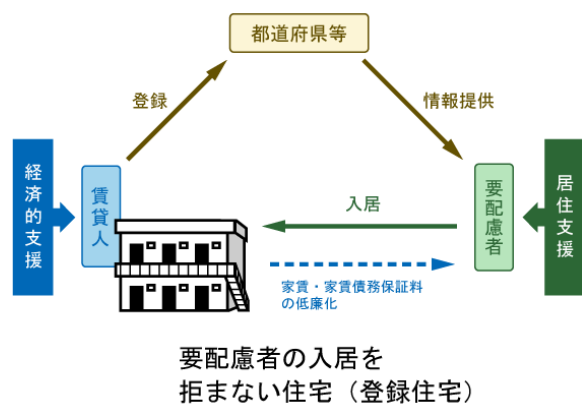 都道府県等
登録
情報提供
経済的支援
賃貸人
入居
要配慮者
居住支援
家賃・家賃債務保証料
の低廉化
要配慮者の入居を
拒まない住宅（登録住宅）